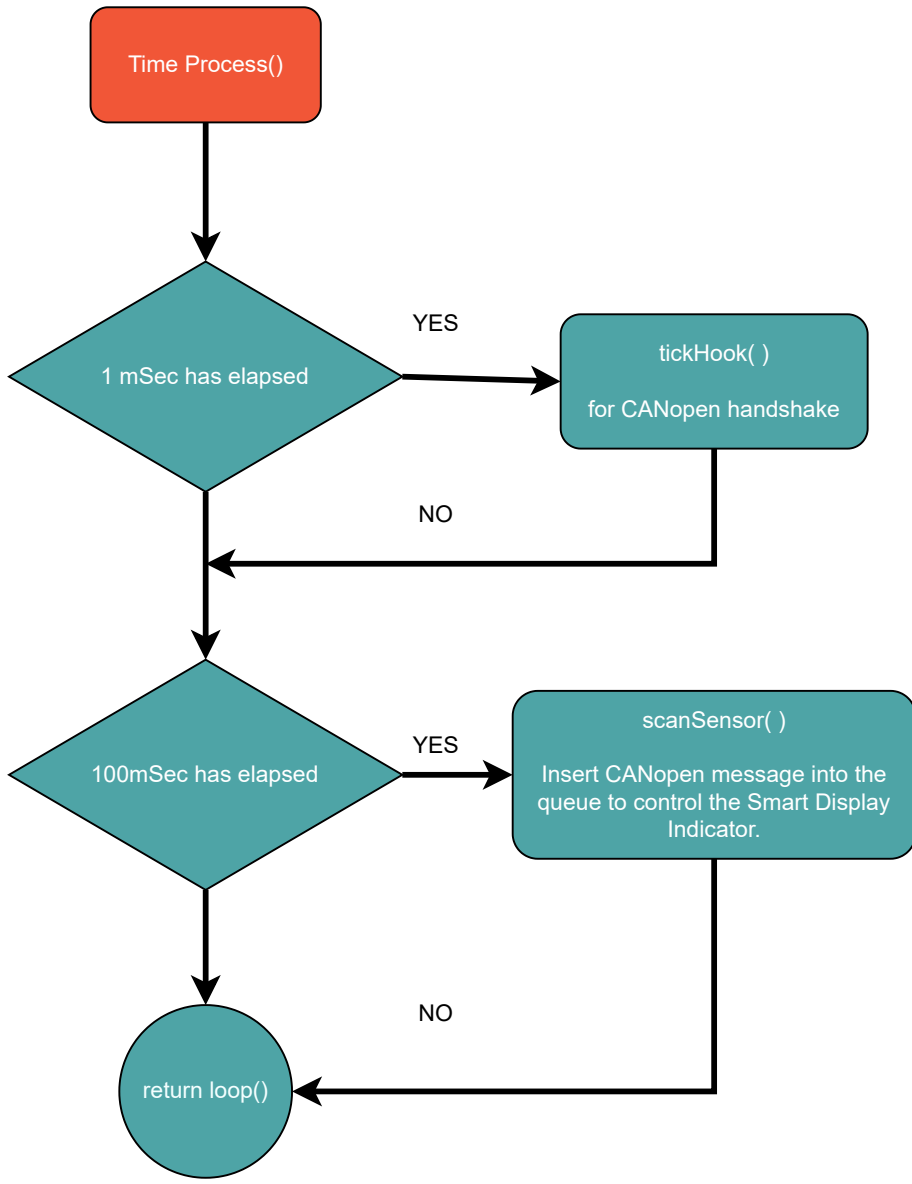 Time Process()
1 mSec has elapsed
YES
tickHook( )
for CANopen handshake
NO
100mSec has elapsed
YES
scanSensor( )
Insert CANopen message into the
queue to control the Smart Display
Indicator.
NO
return loop()